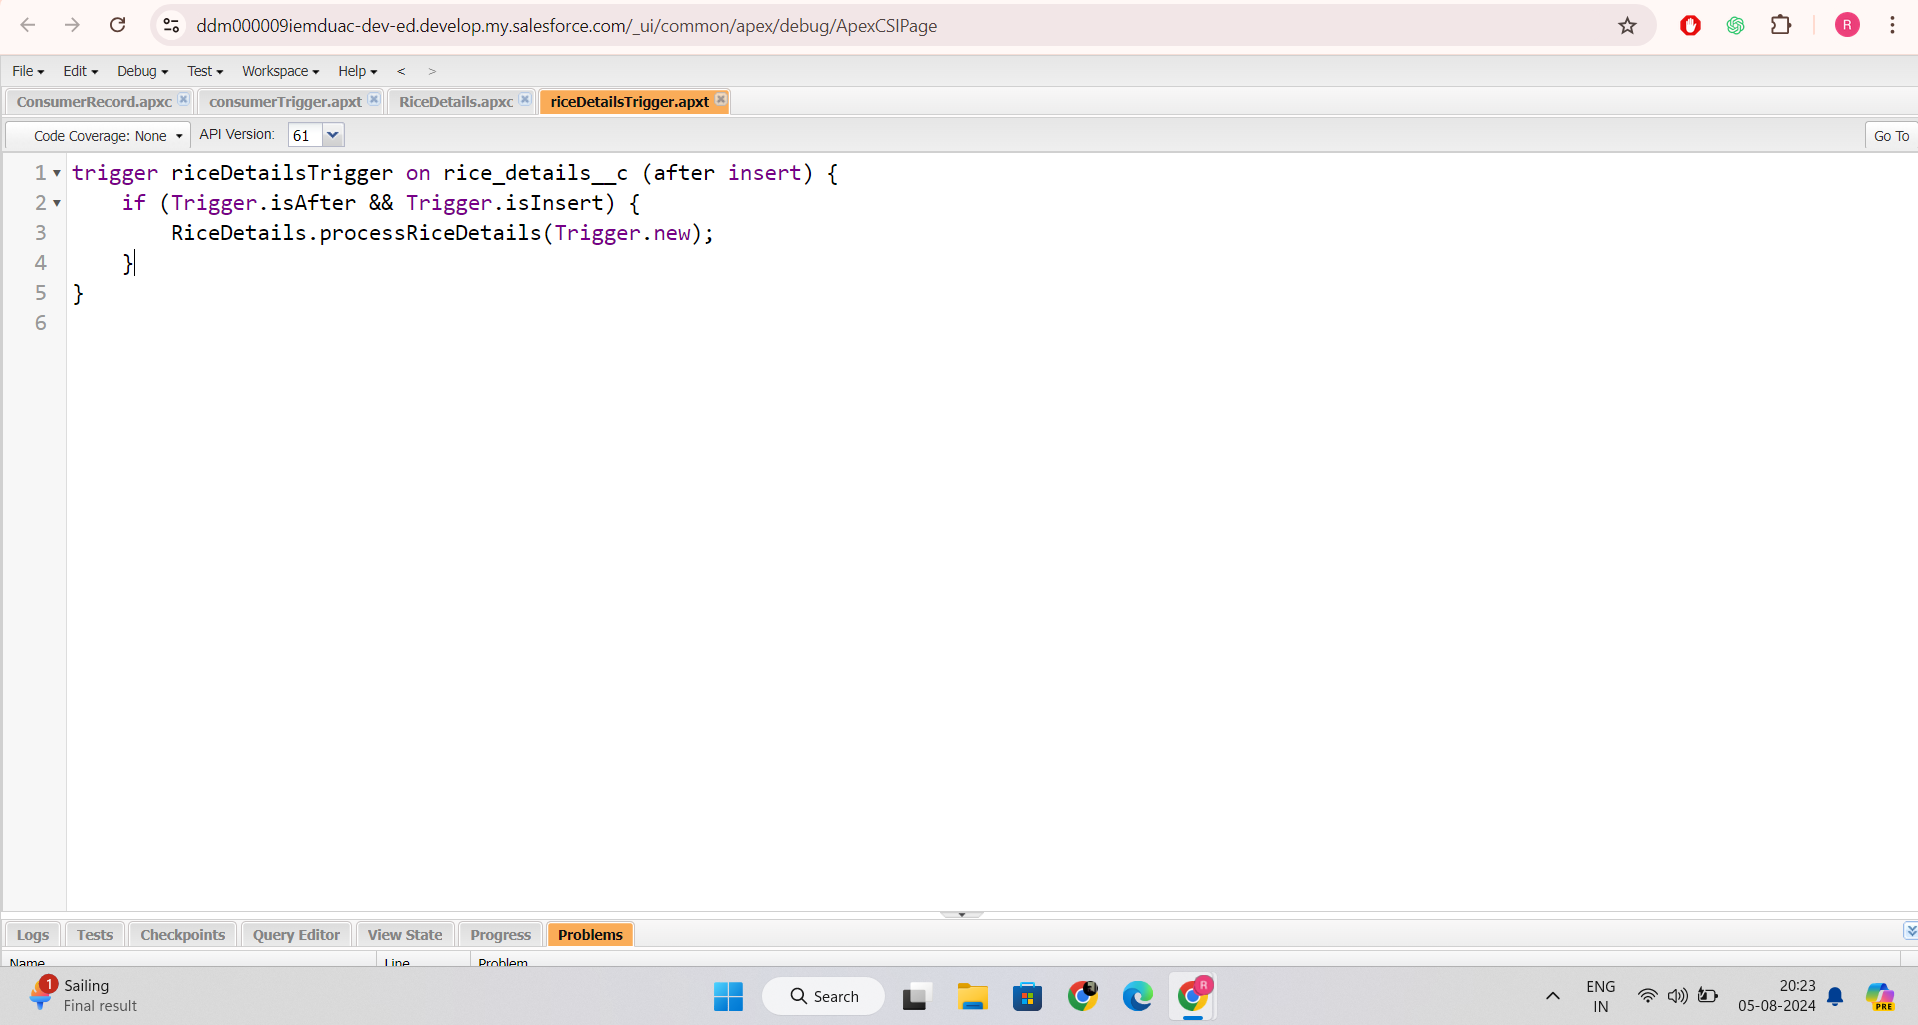 ddm000009iemduac-dev-ed.develop.my.salesforce.com/_ui/common/apex/debug/ApexCSIPage
R
File Edit Debug Test Workspace Help < >
ConsumerRecord.apxc consumerTrigger.apxt RiceDetails.apxc riceDetailsTrigger.apxt
Code Coverage: None API Version: 61 Go To
1 trigger riceDetailsTrigger on rice_details__c (after insert) {
2 if (Trigger.isAfter && Trigger.isInsert) {
3 RiceDetails.processRiceDetails(Trigger.new);
4 }
5 }
6
Logs Tests Checkpoints Query Editor View State Progress Problems
Name Line Problem
1 Sailing
Final result
Search
R
ENG
IN
20:23
05-08-2024
PRE